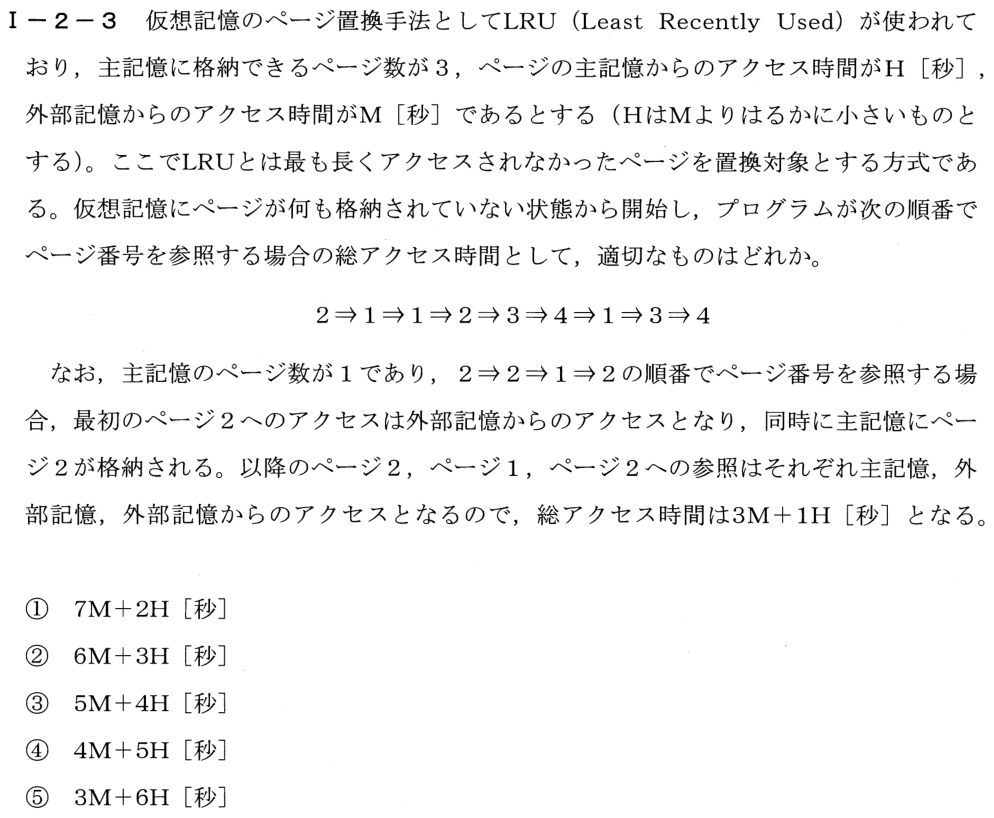 Ⅰ－２－３　仮想記憶のページ置換手法としてLRU（Least Recently Used）が使われて
おり，主記憶に格納できるページ数が３，ページの主記憶からのアクセス時間がH［秒］，
外部記憶からのアクセス時間がM［秒］であるとする（HはMよりはるかに小さいものと
する）。ここでLRUとは最も長くアクセスされなかったページを置換対象とする方式であ
る。仮想記憶にページが何も格納されていない状態から開始し，プログラムが次の順番で
ページ番号を参照する場合の総アクセス時間として，適切なものはどれか。
２⇒１⇒１⇒２⇒３⇒４⇒１⇒３⇒４
なお，主記憶のページ数が１であり，２⇒２⇒１⇒２の順番でページ番号を参照する場
合，最初のページ２へのアクセスは外部記憶からのアクセスとなり，同時に主記憶にペー
ジ２が格納される。以降のページ２，ページ１，ページ２への参照はそれぞれ主記憶，外
部記憶，外部記憶からのアクセスとなるので，総アクセス時間は3M＋1H［秒］となる。
①　7M＋2H［秒］
②　6M＋3H［秒］
③　5M＋4H［秒］
④　4M＋5H［秒］
⑤　3M＋6H［秒］